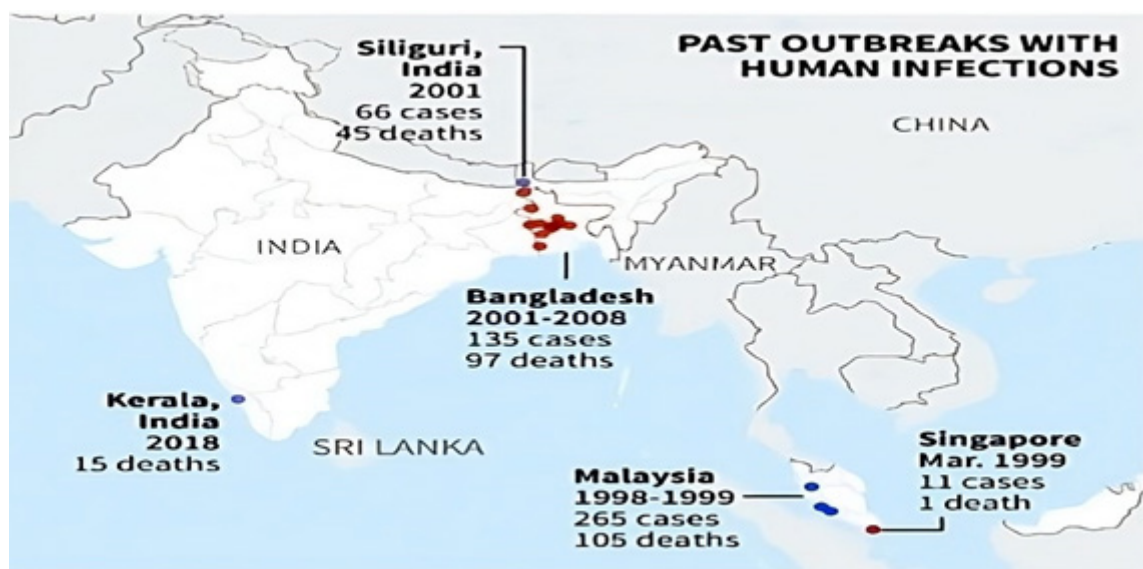 PAST OUTBREAKS WITH
HUMAN INFECTIONS
Siliguri,
India
2001
66 cases
45 deaths
CHINA
INDIA
MYANMAR
Bangladesh
2001-2008
135 cases
97 deaths
Kerala,
India
2018
15 deaths
SRI LANKA
Malaysia
1998-1999
265 cases
105 deaths
Singapore
Mar. 1999
11 cases
1 death